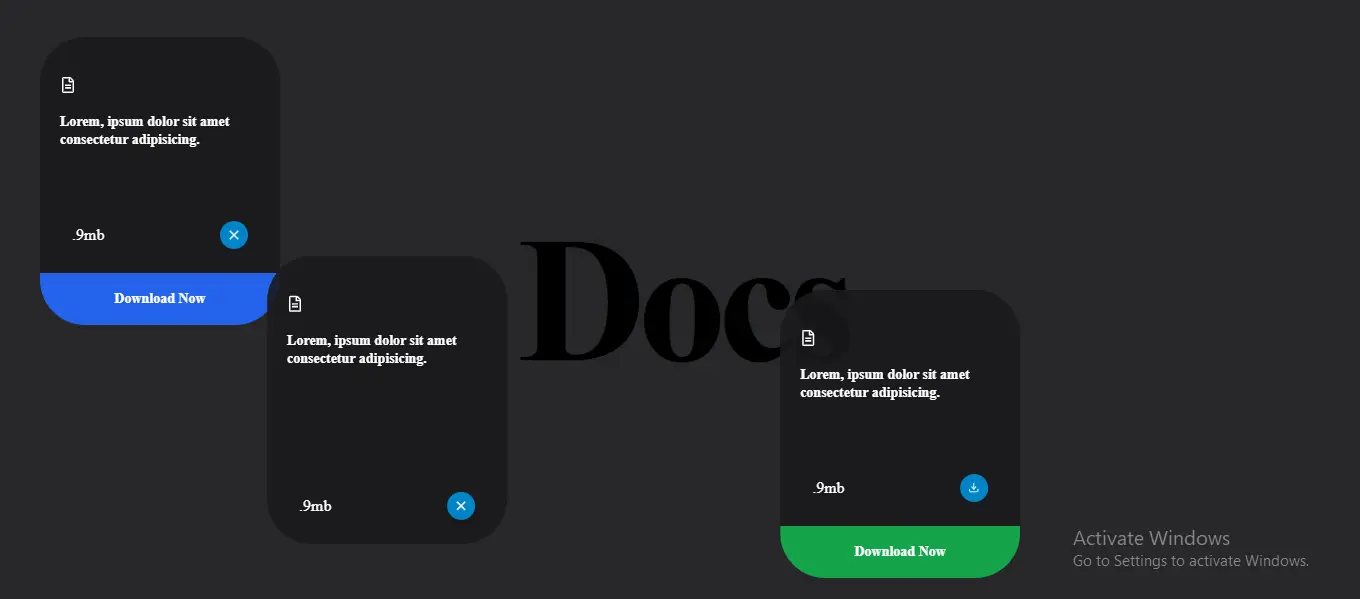 Lorem, ipsum dolor sit amet
consectetur adipisicing.
.9mb
Download Now
Lorem, ipsum dolor sit amet
consectetur adipisicing.
.9mb
Docs
Lorem, ipsum dolor sit amet
consectetur adipisicing.
.9mb
Download Now
Activate Windows
Go to Settings to activate Windows.